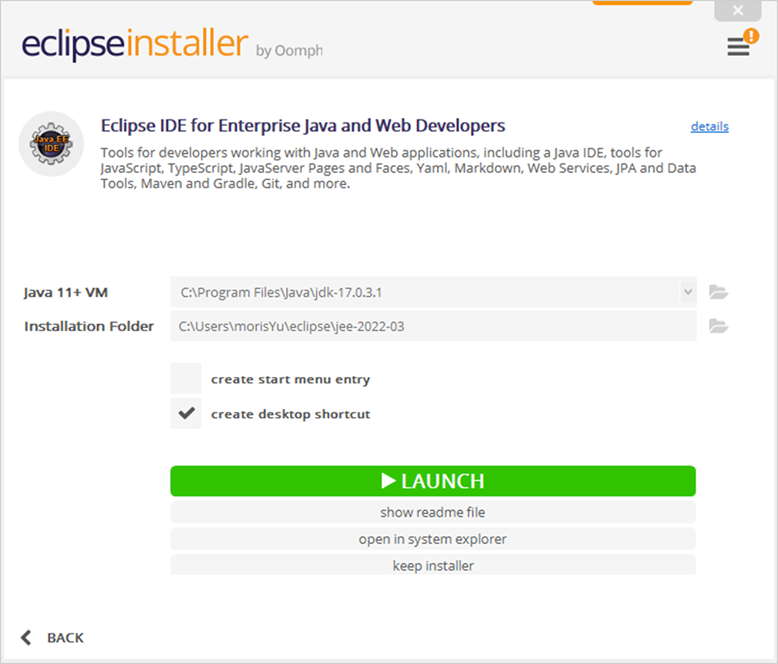 eclipseinstaller by Oomph
!
Java EE
IDE
Eclipse IDE for Enterprise Java and Web Developers
details
Tools for developers working with Java and Web applications, including a Java IDE, tools for
JavaScript, TypeScript, JavaServer Pages and Faces, Yaml, Markdown, Web Services, JPA and Data
Tools, Maven and Gradle, Git, and more.
Java 11+ VM
C:\Program Files\Java\jdk-17.0.3.1
Installation Folder
C:\Users\morisYu\eclipse\jee-2022-03
create start menu entry
create desktop shortcut
LAUNCH
show readme file
open in system explorer
keep installer
BACK